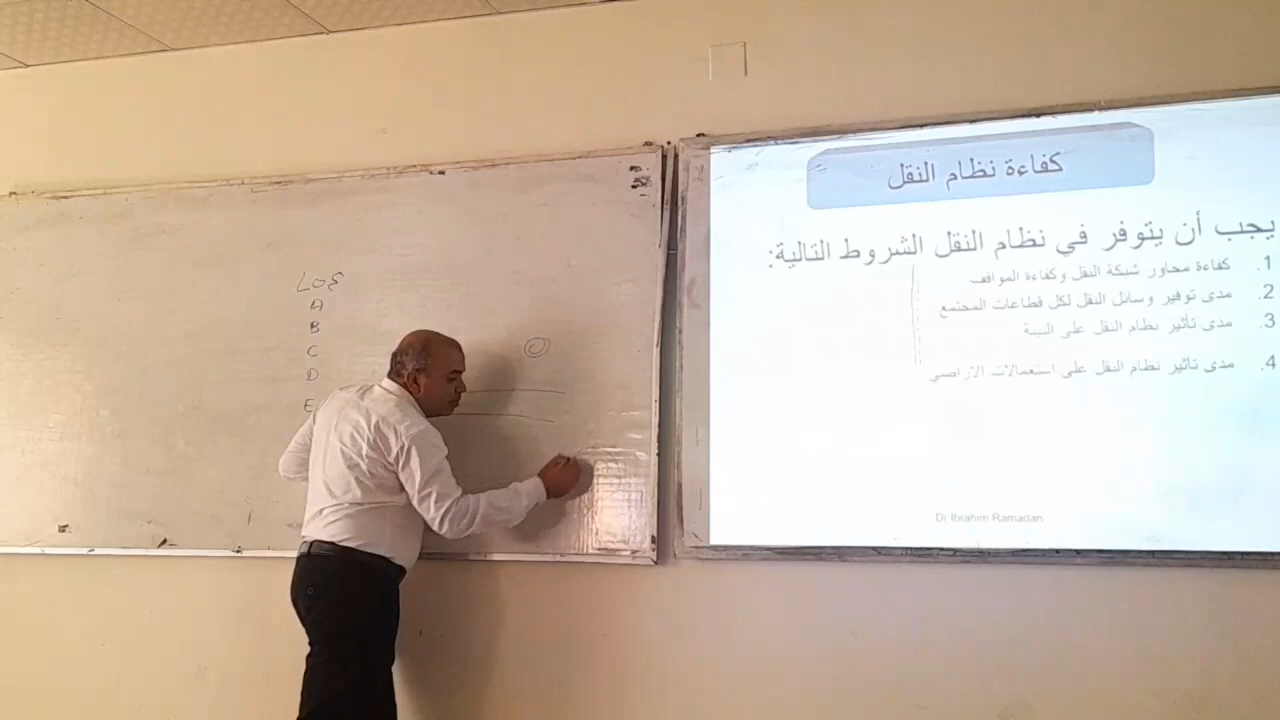 كفاءة نظام النقل
يجب أن يتوفر في نظام النقل الشروط التالية:
1. كفاءة محاور شبكة النقل وكفاءة المواقف
2. مدى توفير وسائل النقل لكل قطاعات المجتمع
3. مدى تأثير نظام النقل على البيئة
4. مدى تأثير نظام النقل على استعمالات الاراضي
Dr Ibrahim Ramadan
LOS
A
B
C
D
E